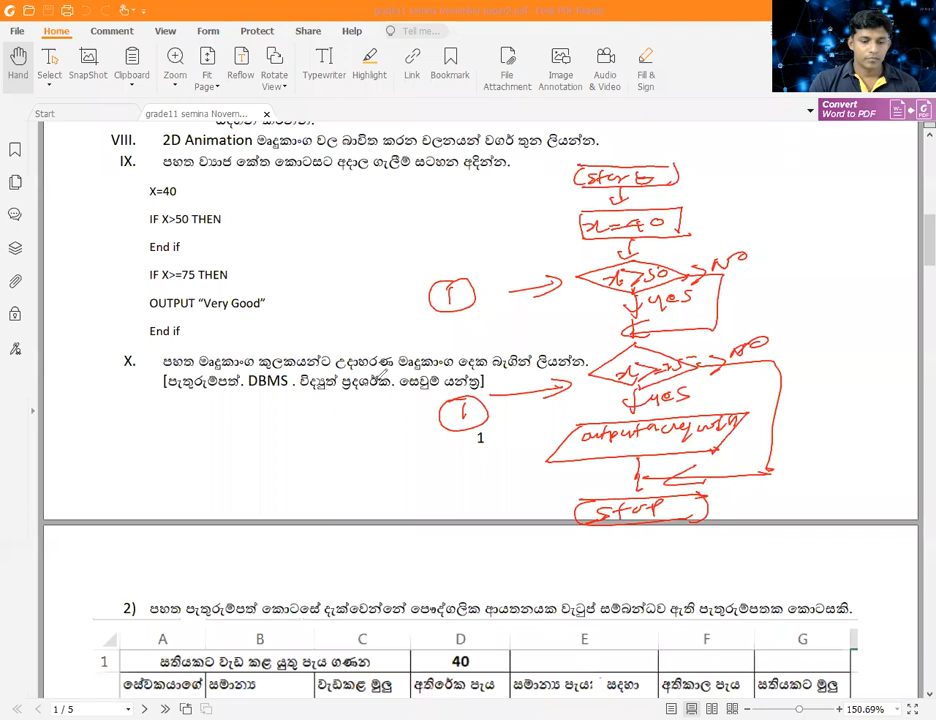 File Home Comment View Form Protect Share Help Tell me...
Hand Select SnapShot Clipboard Zoom Fit Page Reflow Rotate View Typewriter Highlight Link Bookmark File Attachment Image Annotation Audio & Video Fill & Sign
Start grade11 semina Novem...
Convert Word to PDF
VIII. 2D Animation මෘදුකාංග වල බාවිත කරන චලනයන් වර්ග තුන ලියන්න.
IX. පහත ව්‍යාජ කේත කොටසට අදාල ගැලීම් සටහන අදින්න.
Start
X=40
x=40
IF X>50 THEN
End if
x>50
NO
IF X>=75 THEN
1
yes
OUTPUT “Very Good”
End if
NO
X. පහත මෘදුකාංග කුලකයන්ට උදාහරණ මෘදුකාංග දෙක බැගින් ලියන්න.
x>=75
[පැතුරුම්පත්. DBMS . විද්‍යුත් ප්‍රදර්ශක. සෙවුම් යන්ත්‍ර]
yes
1
output
1
stop
2) පහත පැතුරුම්පත් කොටසේ දැක්වෙන්නේ පෞද්ගලික ආයතනයක වැටුප් සම්බන්ධව ඇති පැතුරුම්පතක කොටසකි.
A B C D E F G
1 සතියකට වැඩ කළ යුතු පැය ගණන 40
සේවකයාගේ සමාන්‍ය වැඩකළ මුලු අතිරේක පැය සමාන්‍ය පැය: සඳහා අතිකාල පැය සතියකට මුලු
1 / 5 150.69%